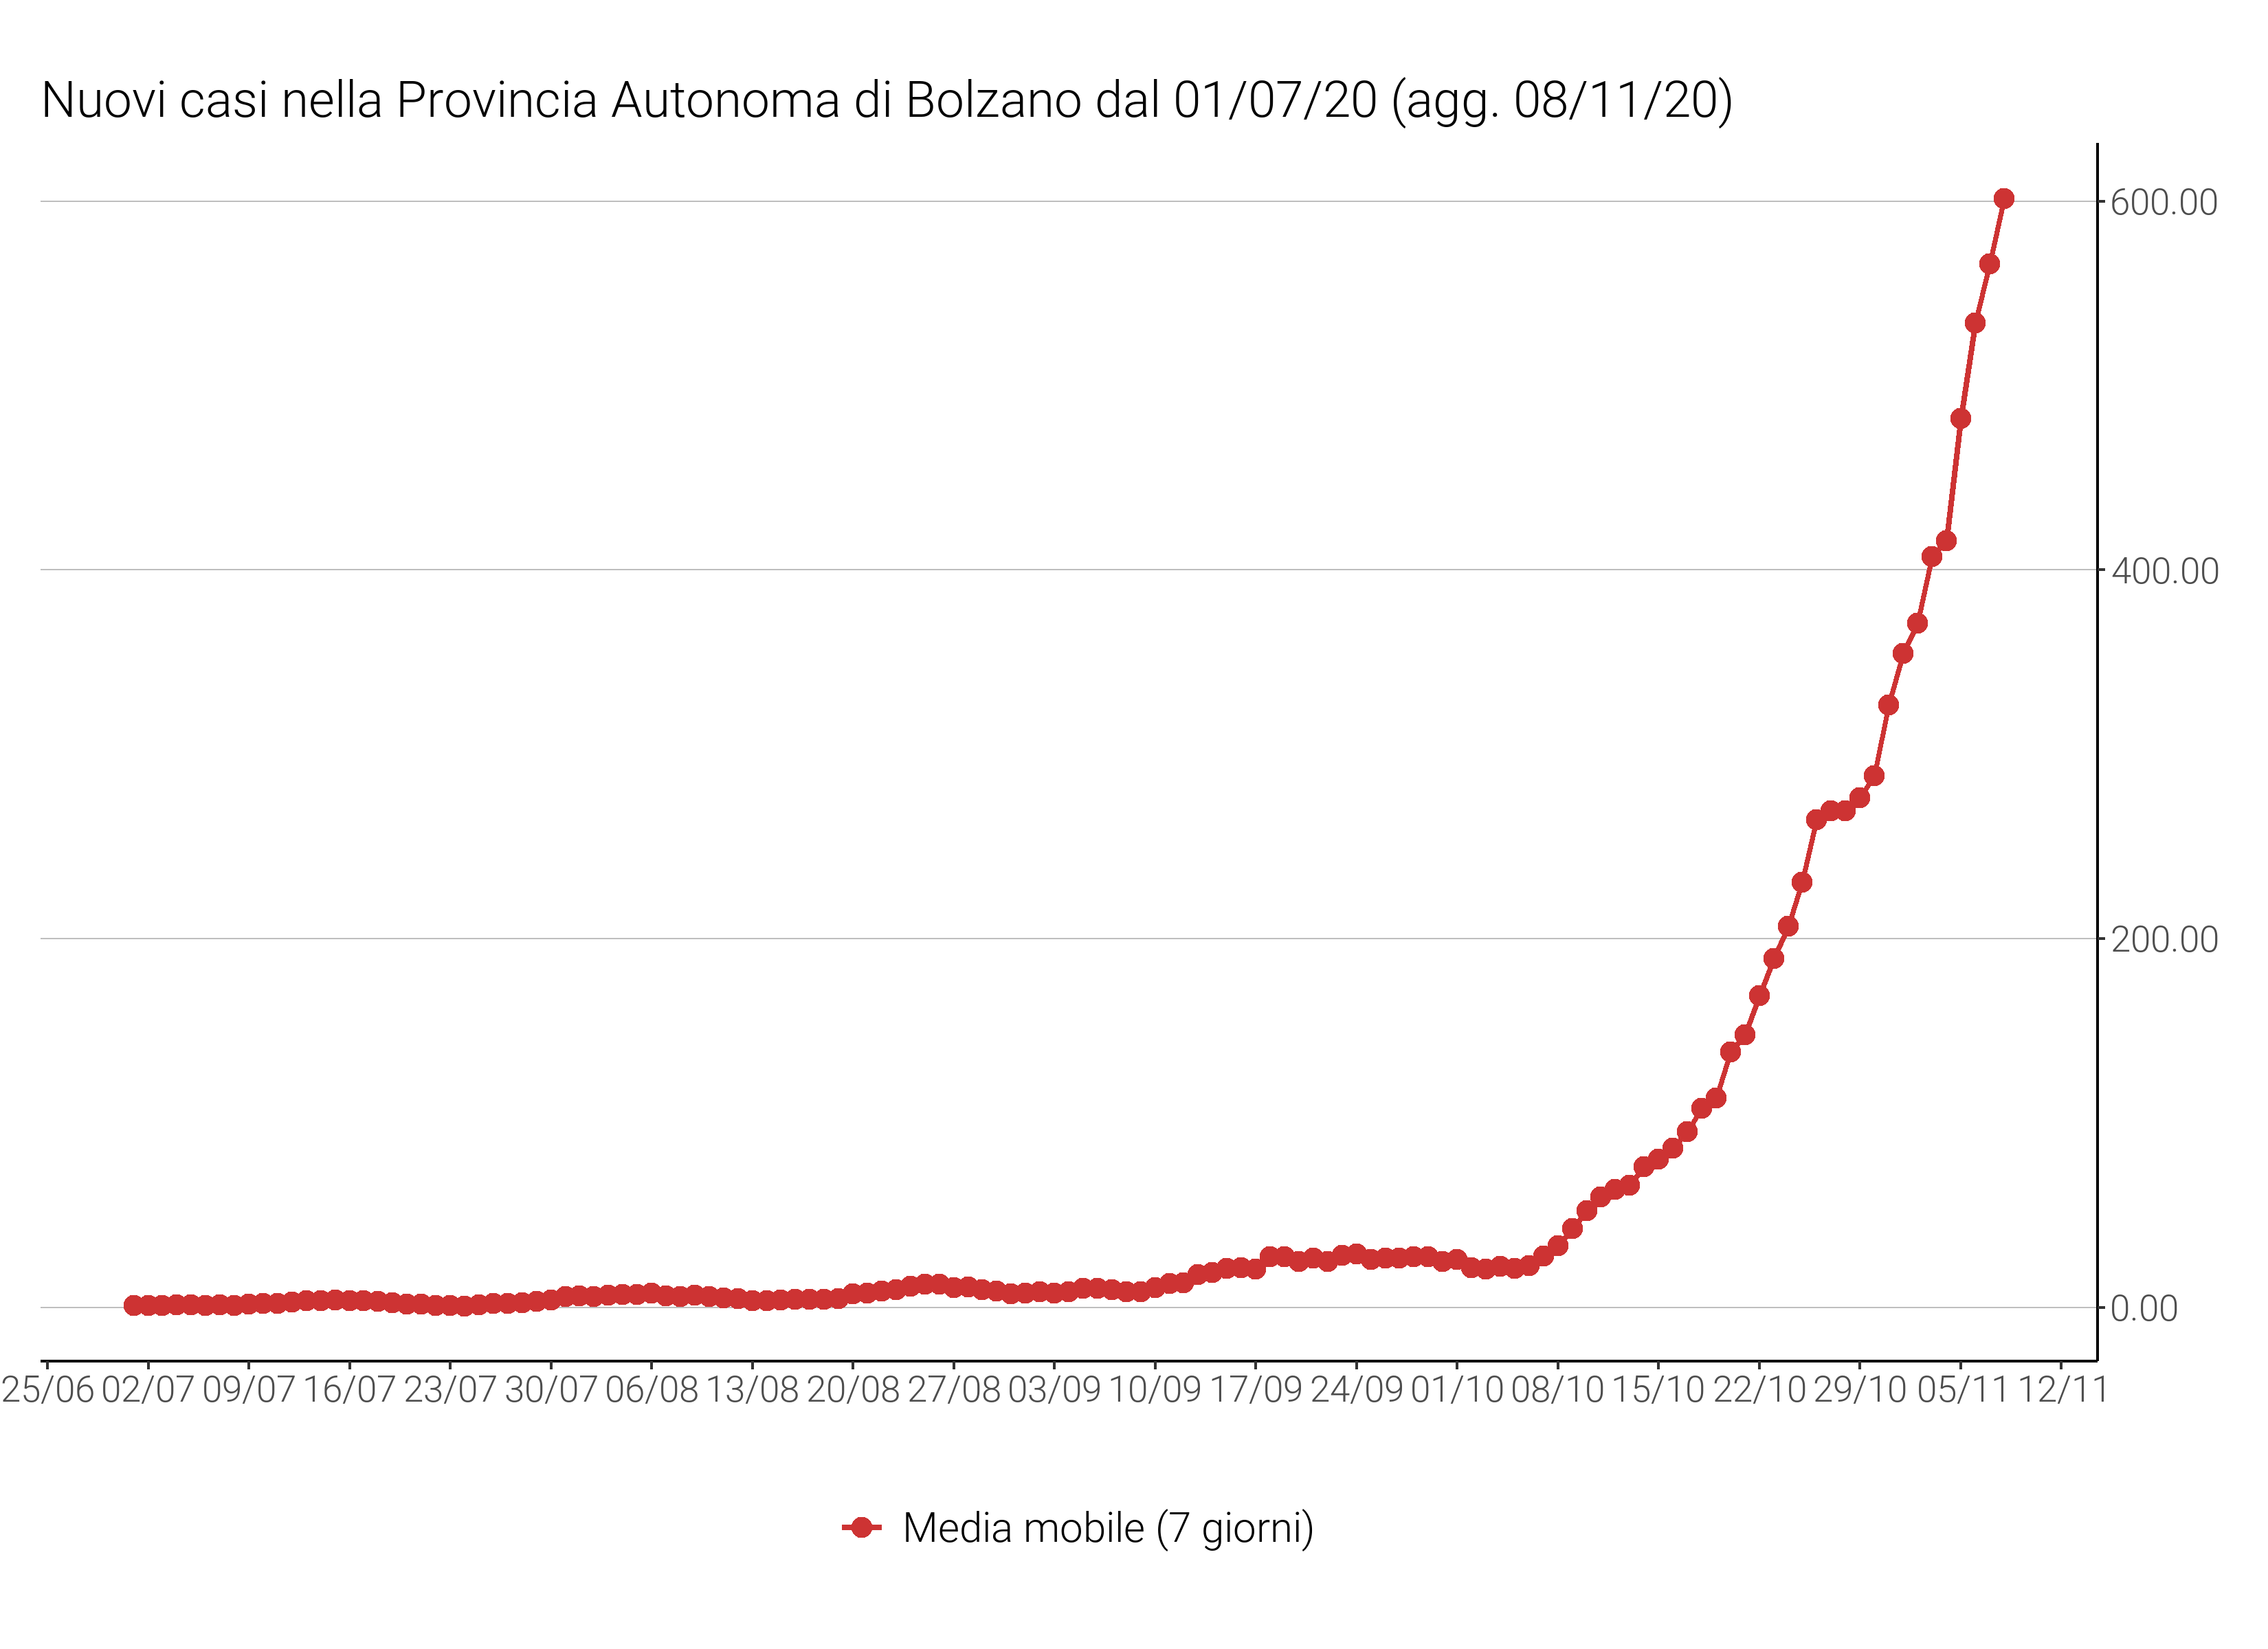 Nuovi casi nella Provincia Autonoma di Bolzano dal 01/07/20 (agg. 08/11/20)
600.00
400.00
200.00
0.00
25/06 02/07 09/07 16/07 23/07 30/07 06/08 13/08 20/08 27/08 03/09 10/09 17/09 24/09 01/10 08/10 15/10 22/10 29/10 05/11 12/11
Media mobile (7 giorni)